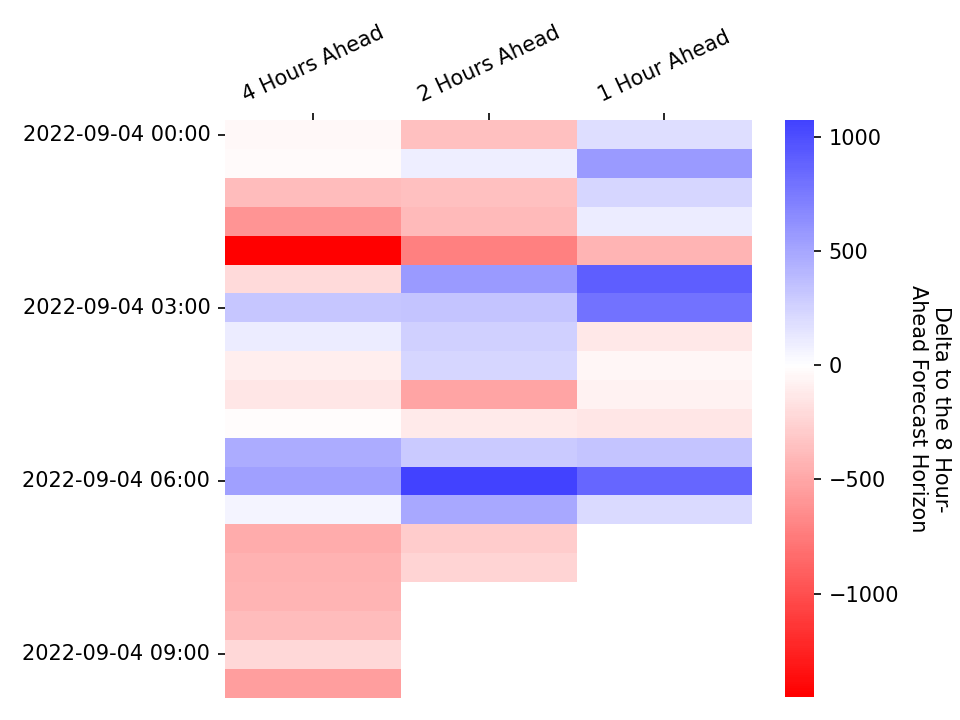 4 Hours Ahead
2 Hours Ahead
1 Hour Ahead
2022-09-04 00:00
2022-09-04 03:00
2022-09-04 06:00
2022-09-04 09:00
1000
500
0
−500
−1000
Delta to the 8 Hour-
Ahead Forecast Horizon